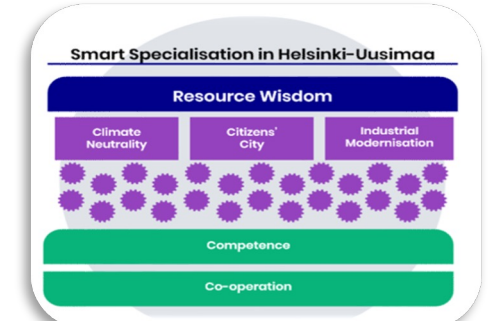 Smart Specialisation in Helsinki-Uusimaa
Resource Wisdom
Climate
Neutrality
Citizens'
City
Industrial
Modernisation
Competence
Co-operation